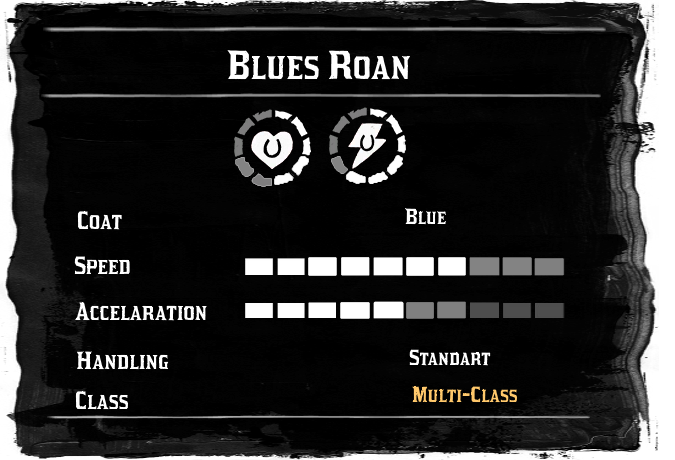 Blues Roan
Coat Blue
Speed
Accelaration
Handling Standart
Class Multi-Class